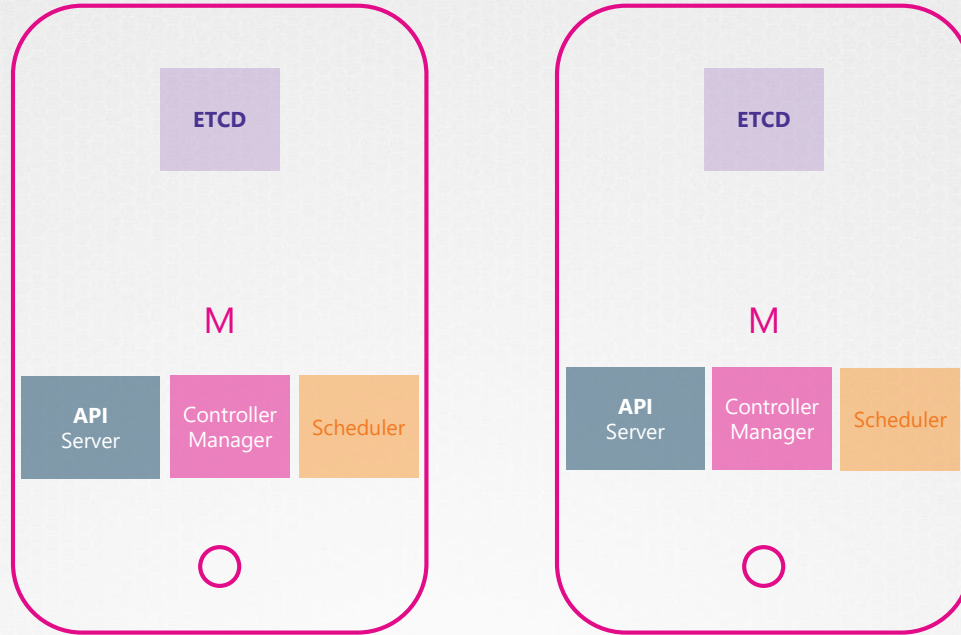 ETCD
M
API
Server
Controller
Manager
Scheduler
ETCD
M
API
Server
Controller
Manager
Scheduler